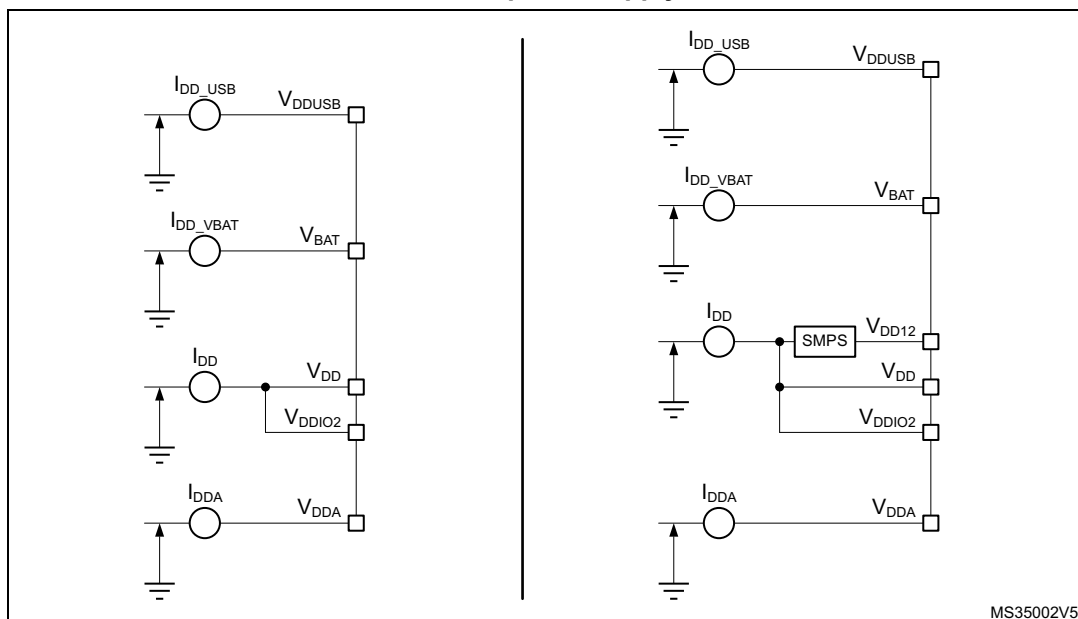 I_DD_USB
V_DDUSB
I_DD_VBAT
V_BAT
I_DD
V_DD
V_DDIO2
I_DDA
V_DDA
I_DD_USB
V_DDUSB
I_DD_VBAT
V_BAT
I_DD
SMPS
V_DD12
V_DD
V_DDIO2
I_DDA
V_DDA
MS35002V5